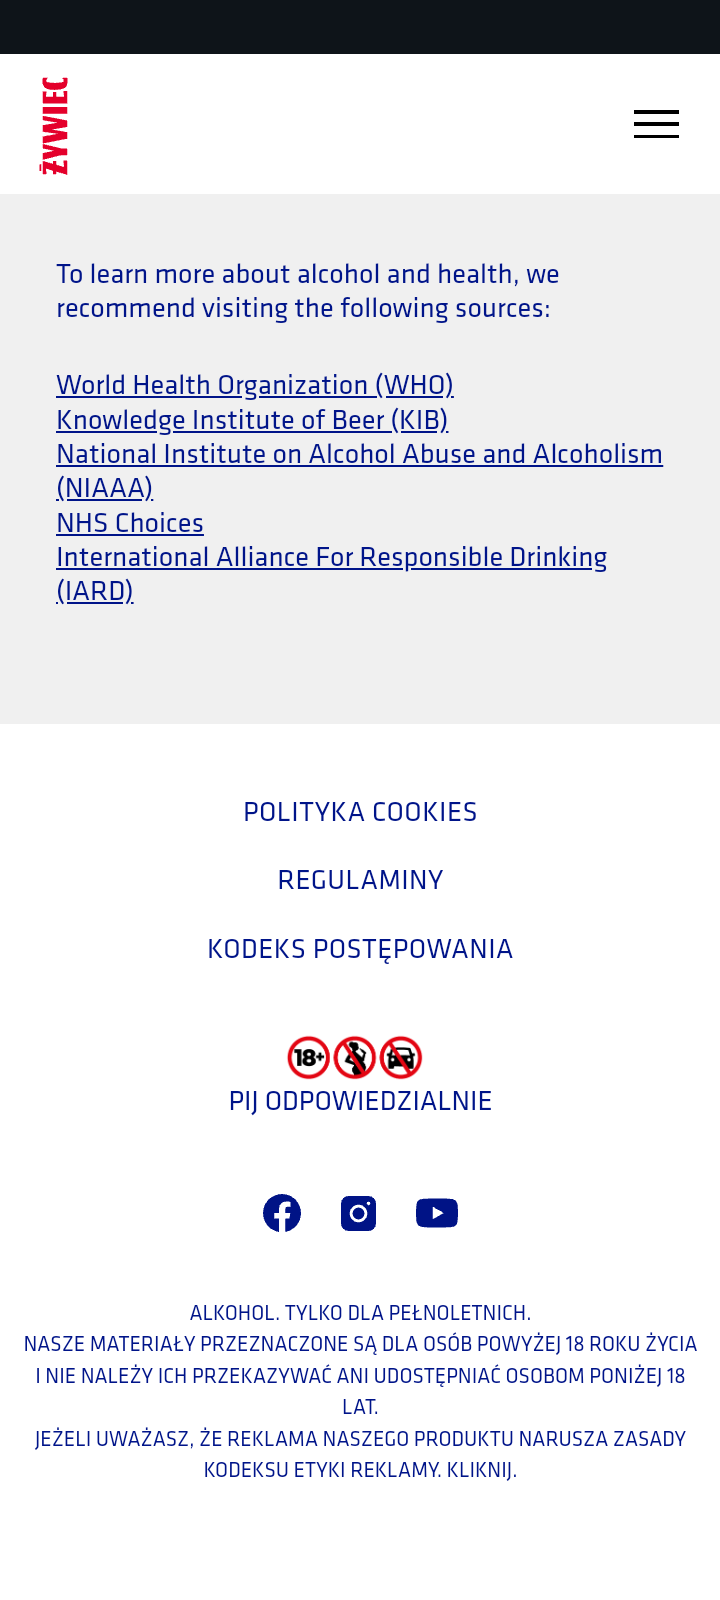 ŻYWIEC
To learn more about alcohol and health, we
recommend visiting the following sources:
World Health Organization (WHO)
Knowledge Institute of Beer (KIB)
National Institute on Alcohol Abuse and Alcoholism
(NIAAA)
NHS Choices
International Alliance For Responsible Drinking
(IARD)
POLITYKA COOKIES
REGULAMINY
KODEKS POSTĘPOWANIA
18+
PIJ ODPOWIEDZIALNIE
ALKOHOL. TYLKO DLA PEŁNOLETNICH.
NASZE MATERIAŁY PRZEZNACZONE SĄ DLA OSÓB POWYŻEJ 18 ROKU ŻYCIA
I NIE NALEŻY ICH PRZEKAZYWAĆ ANI UDOSTĘPNIAĆ OSOBOM PONIŻEJ 18
LAT.
JEŻELI UWAŻASZ, ŻE REKLAMA NASZEGO PRODUKTU NARUSZA ZASADY
KODEKSU ETYKI REKLAMY. KLIKNIJ.